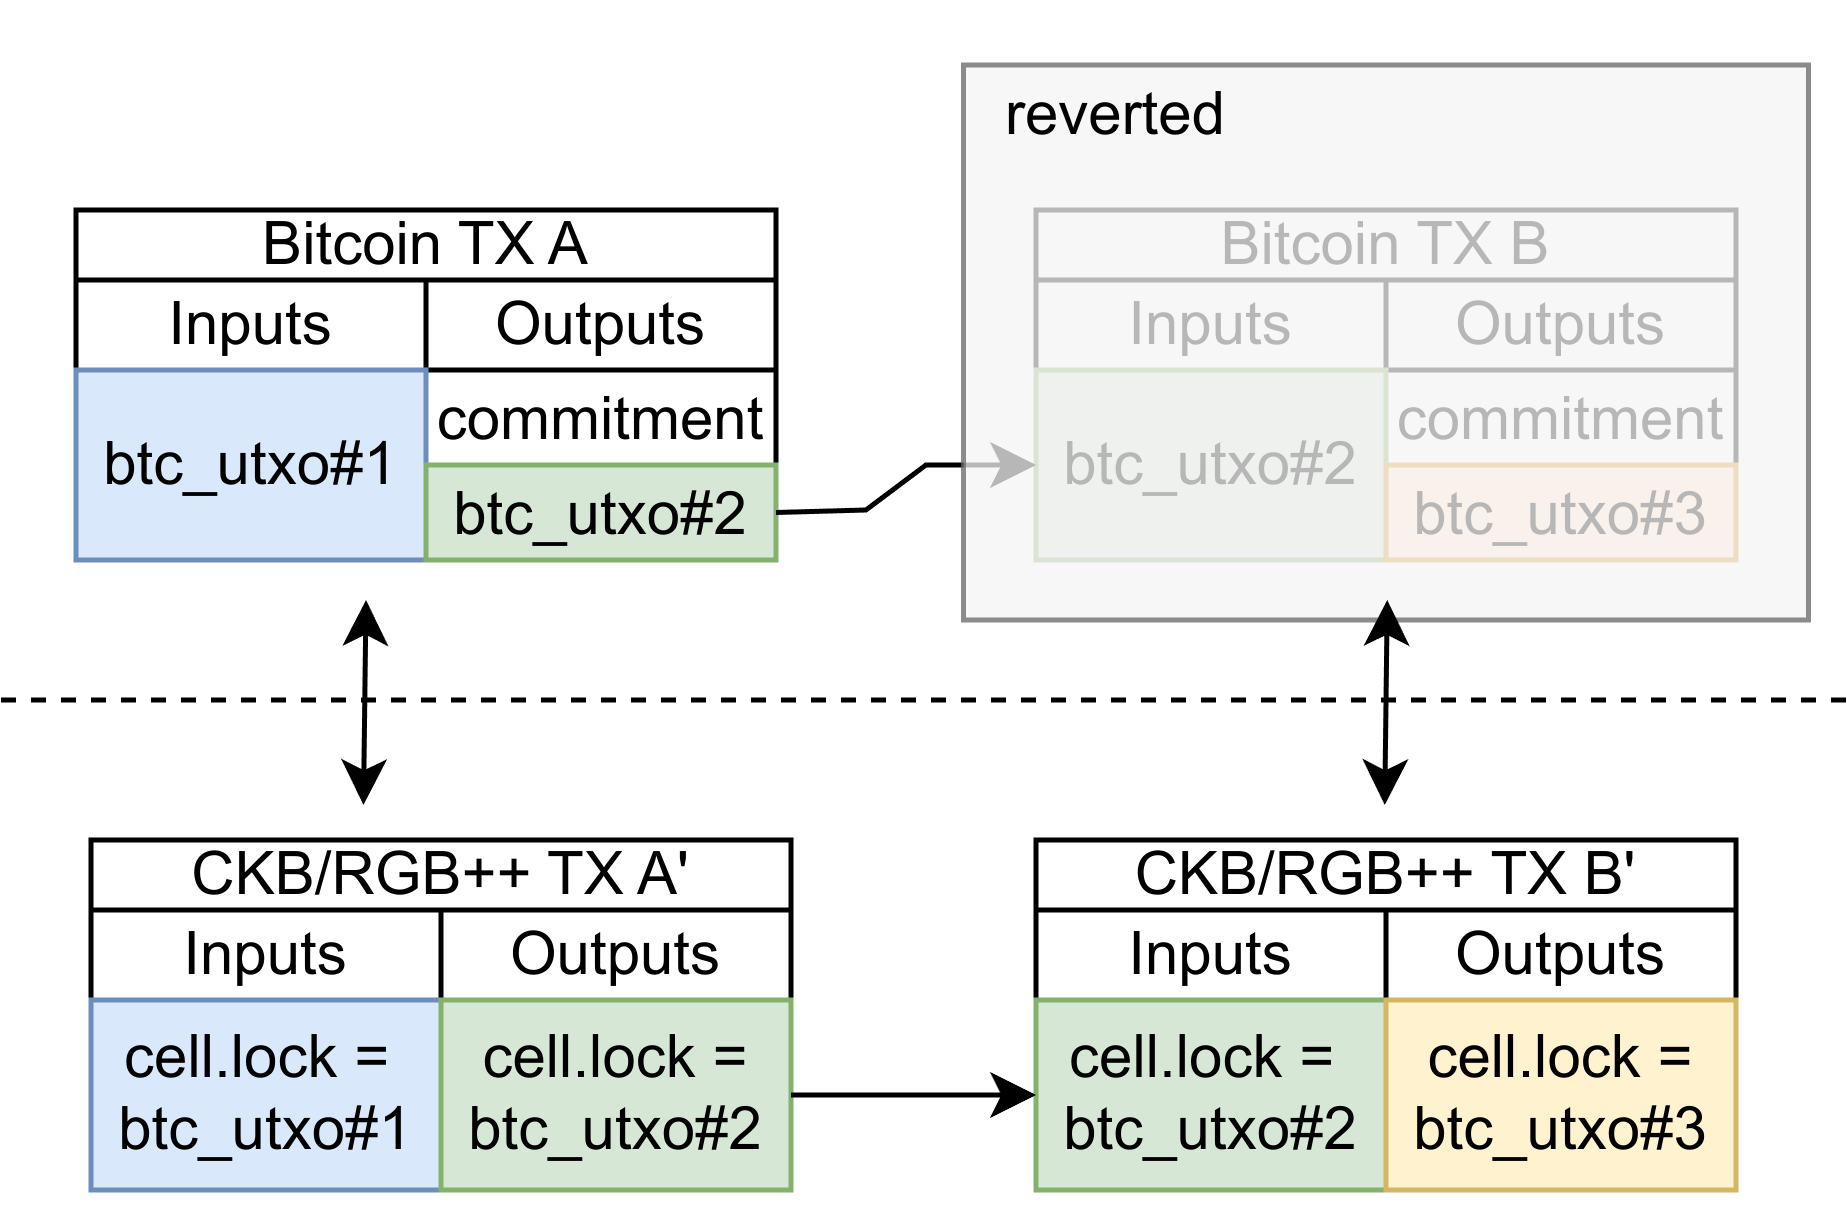 reverted
Bitcoin TX A
Inputs
Outputs
btc_utxo#1
commitment
btc_utxo#2
Bitcoin TX B
Inputs
Outputs
btc_utxo#2
commitment
btc_utxo#3
CKB/RGB++ TX A'
Inputs
Outputs
cell.lock =
btc_utxo#1
cell.lock =
btc_utxo#2
CKB/RGB++ TX B'
Inputs
Outputs
cell.lock =
btc_utxo#2
cell.lock =
btc_utxo#3